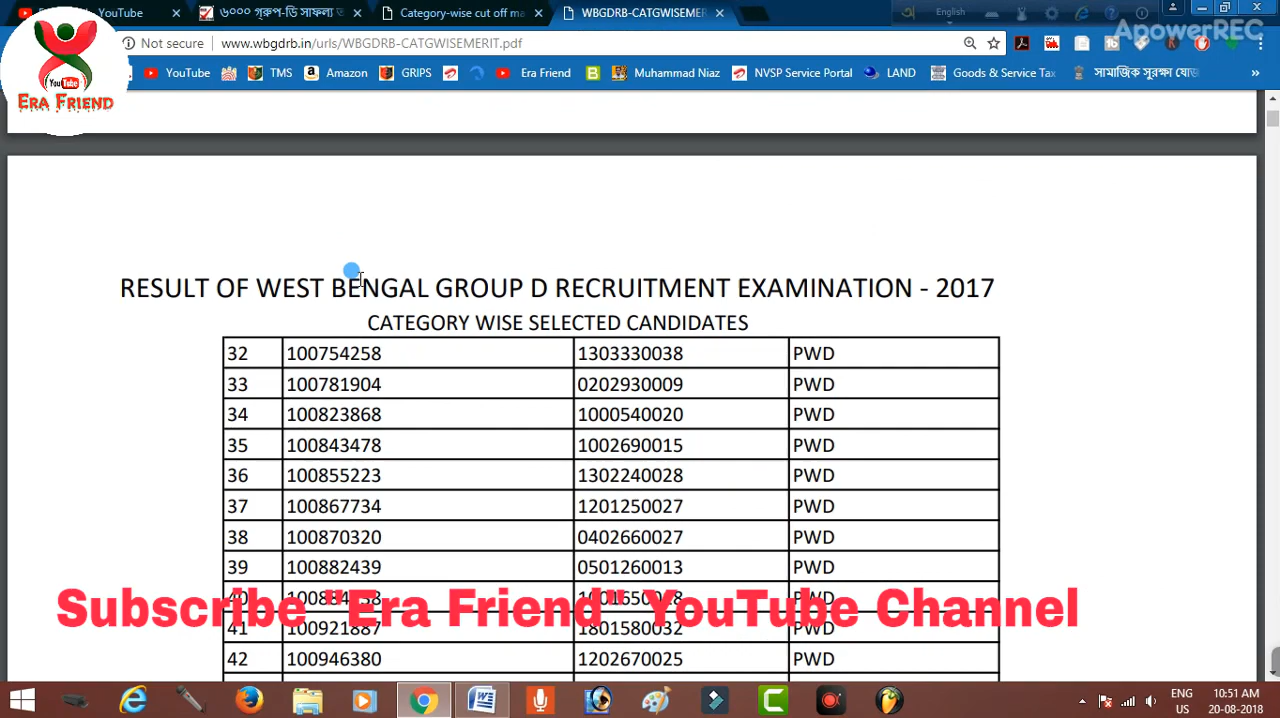 YouTube
৬০০০ গ্রুপ-ডি সাফল্য
Category-wise cut off ma
WBGDRB-CATGWISEMER
English
ApowerREC
Not secure www.wbgdrb.in/urls/WBGDRB-CATGWISEMERIT.pdf
YouTube TMS Amazon GRIPS Era Friend Muhammad Niaz NVSP Service Portal LAND Goods & Service Tax সামাজিক সুরক্ষা যোজ »
You Tube
ERA FRIEND
RESULT OF WEST BENGAL GROUP D RECRUITMENT EXAMINATION - 2017
CATEGORY WISE SELECTED CANDIDATES
32 100754258 1303330038 PWD
33 100781904 0202930009 PWD
34 100823868 1000540020 PWD
35 100843478 1002690015 PWD
36 100855223 1302240028 PWD
37 100867734 1201250027 PWD
38 100870320 0402660027 PWD
39 100882439 0501260013 PWD
40 PWD
Subscribe "Era Friend" YouTube Channel
41 100921887 1801580032 PWD
42 100946380 1202670025 PWD
ENG 10:51 AM
US 20-08-2018